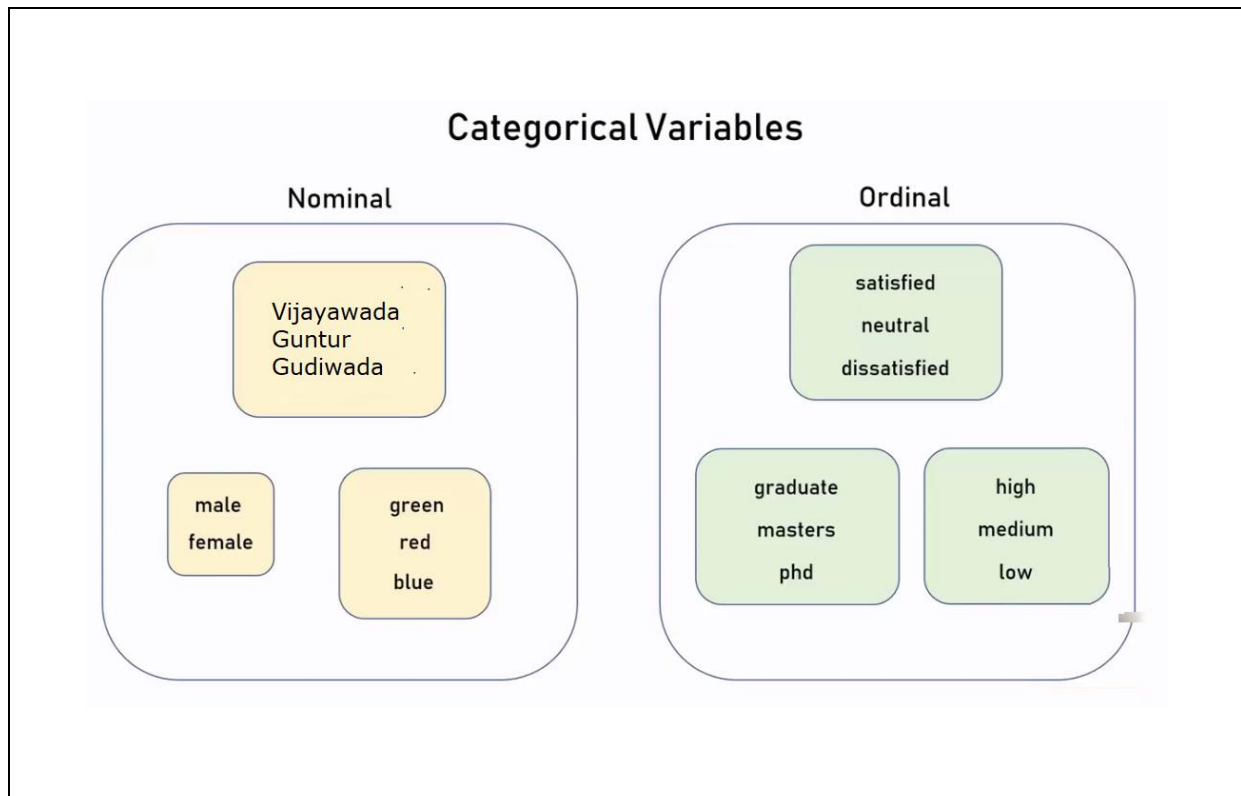 Categorical Variables
Nominal
Vijayawada
Guntur
Gudiwada
male
female
green
red
blue
Ordinal
satisfied
neutral
dissatisfied
graduate
masters
phd
high
medium
low